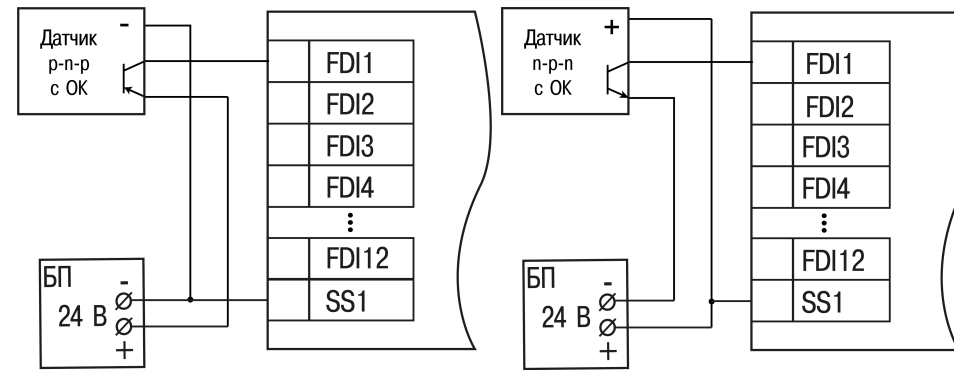 Датчик
p-n-p
с ОК
-
FDI1
FDI2
FDI3
FDI4
FDI12
SS1
БП
-
24 В
+
Датчик
n-p-n
с ОК
+
FDI1
FDI2
FDI3
FDI4
FDI12
SS1
БП
-
24 В
+